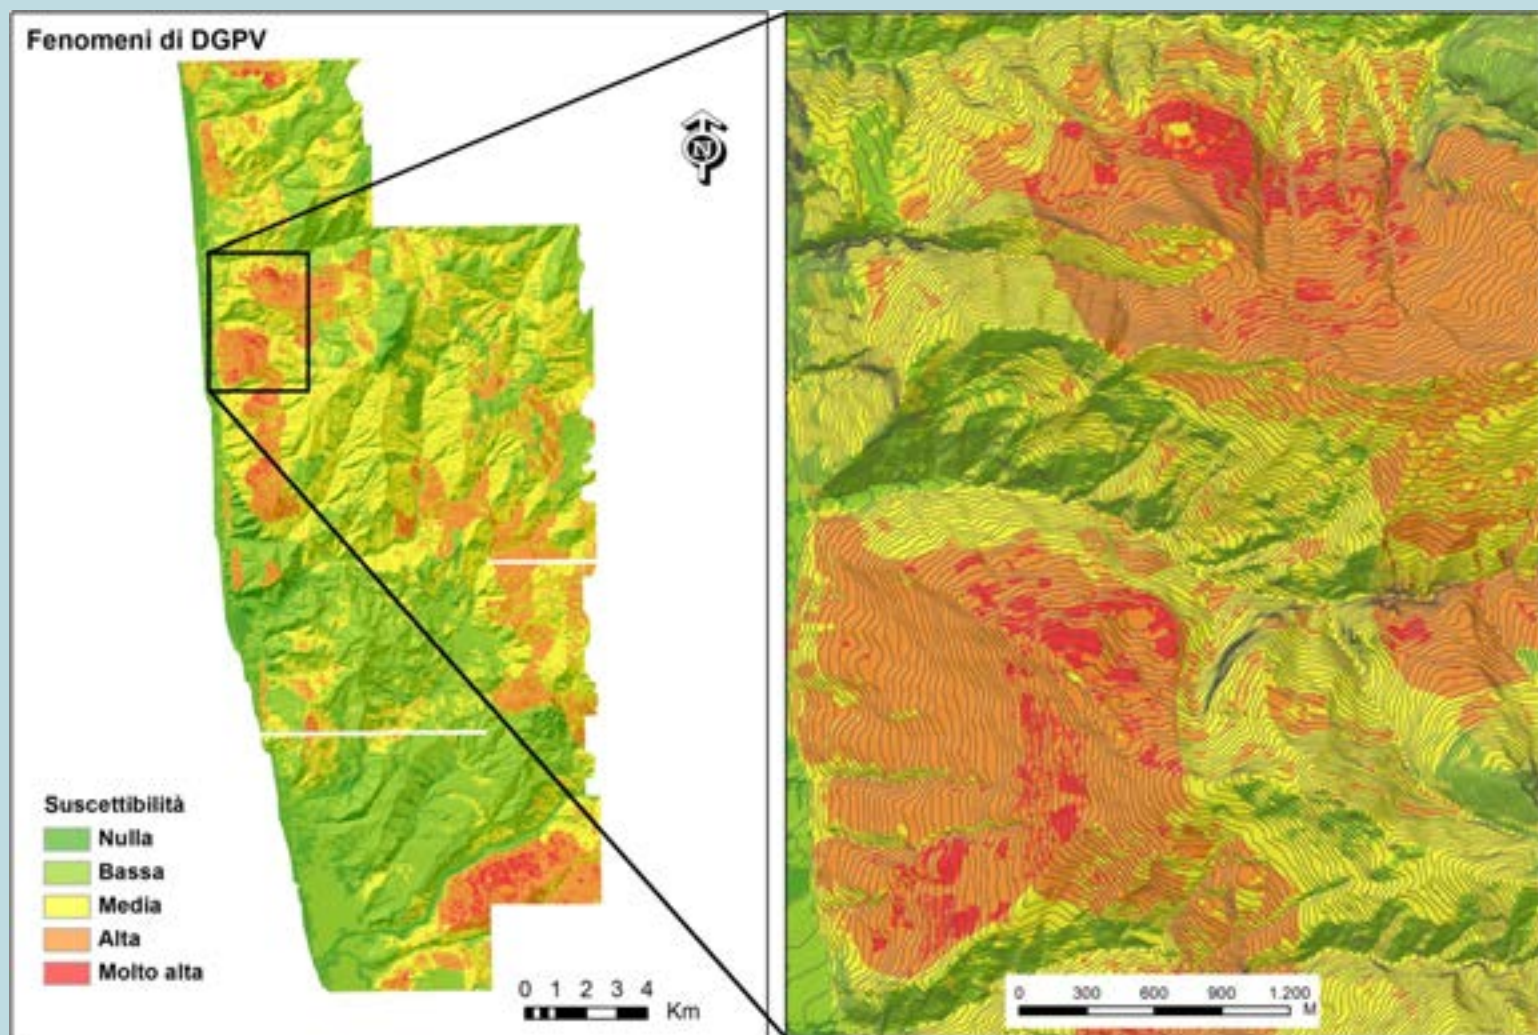 Fenomeni di DGPV
N
Suscettibilità
Nulla
Bassa
Media
Alta
Molto alta
0 1 2 3 4
Km
0 300 600 900 1.200
M